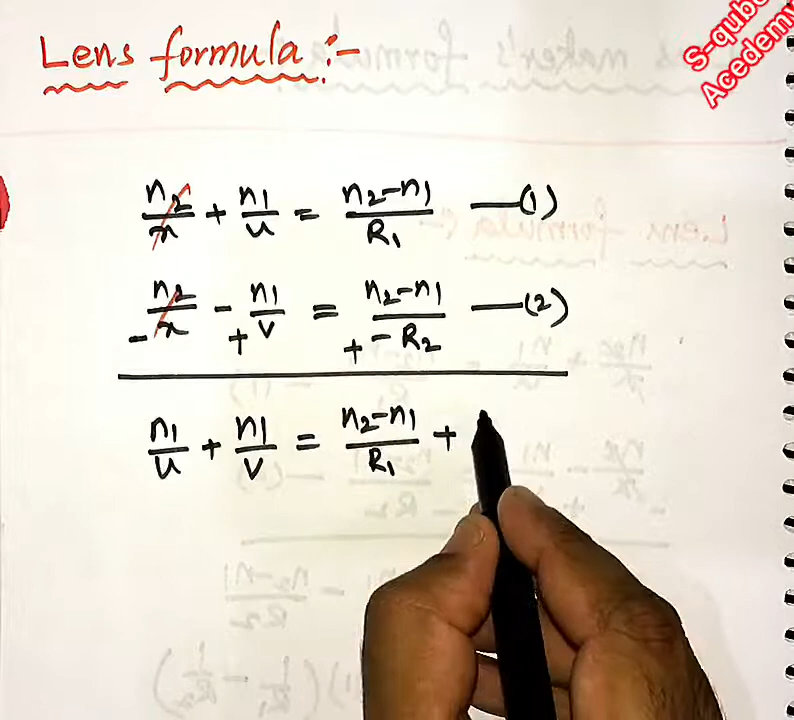 S-qube
Acedemy
Lens formula :-
n2/x + n1/u = n2-n1/R1 —(1)
- n2/x - + n1/v = n2-n1/+ - R2 —(2)
n1/u + n1/v = n2-n1/R1 +